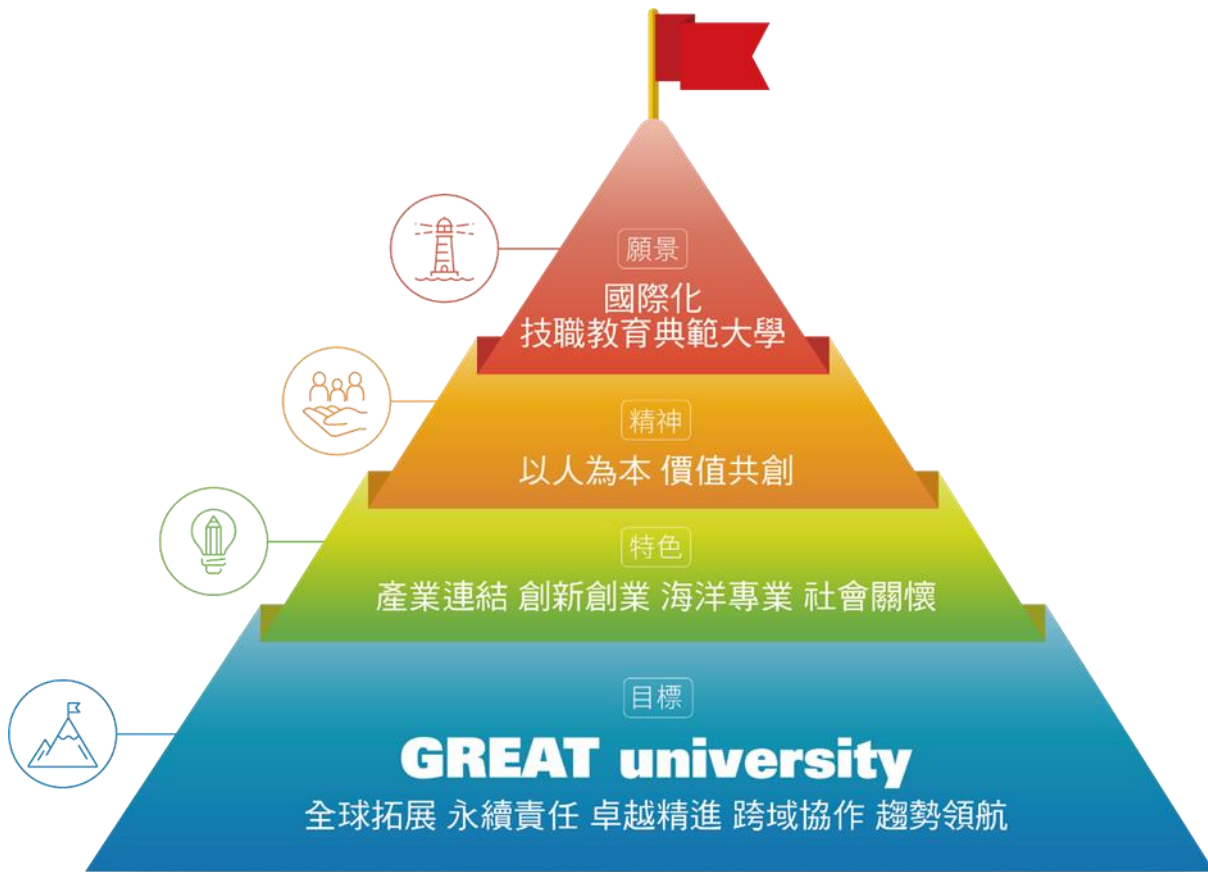 願景
國際化
技職教育典範大學
精神
以人為本 價值共創
特色
產業連結 創新創業 海洋專業 社會關懷
目標
GREAT university
全球拓展 永續責任 卓越精進 跨域協作 趨勢領航